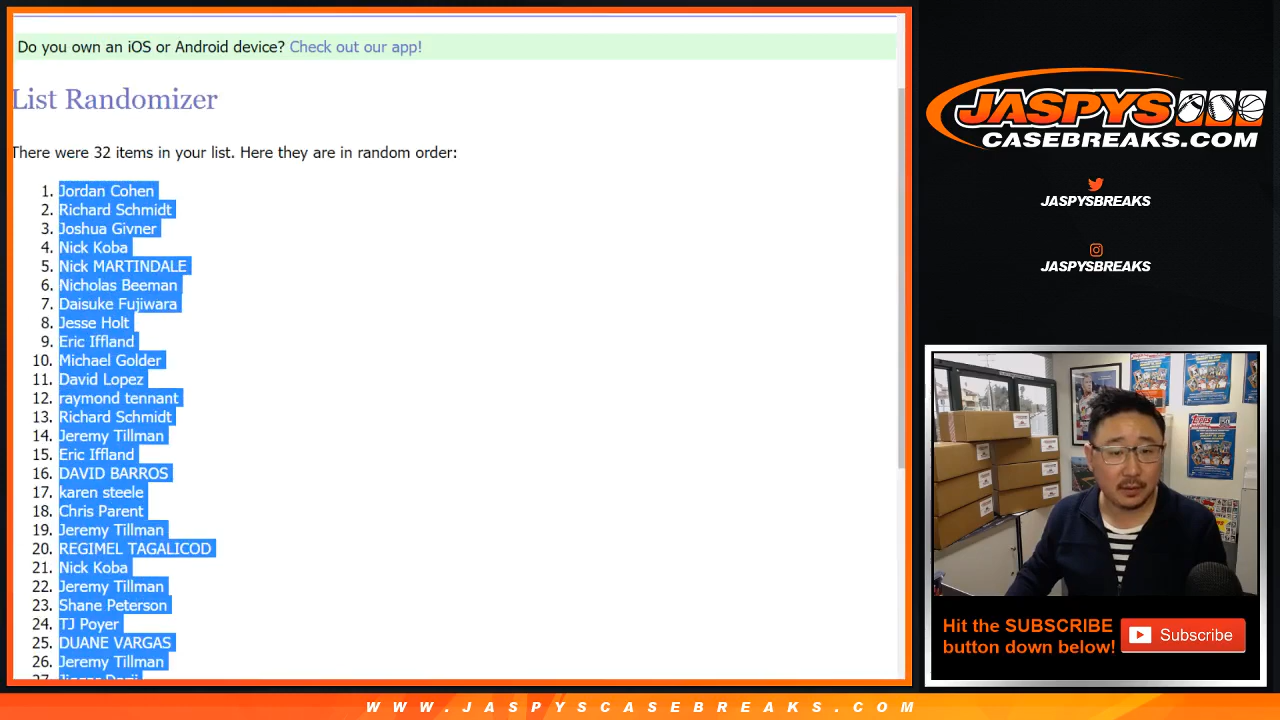 Do you own an iOS or Android device? Check out our app!
List Randomizer
There were 32 items in your list. Here they are in random order:
1. Jordan Cohen
2. Richard Schmidt
3. Joshua Givner
4. Nick Koba
5. Nick MARTINDALE
6. Nicholas Beeman
7. Daisuke Fujiwara
8. Jesse Holt
9. Eric Iffland
10. Michael Golder
11. David Lopez
12. raymond tennant
13. Richard Schmidt
14. Jeremy Tillman
15. Eric Iffland
16. DAVID BARROS
17. karen steele
18. Chris Parent
19. Jeremy Tillman
20. REGIMEL TAGALICOD
21. Nick Koba
22. Jeremy Tillman
23. Shane Peterson
24. TJ Poyer
25. DUANE VARGAS
26. Jeremy Tillman
JASPYS
CASEBREAKS.COM
JASPYSBREAKS
JASPYSBREAKS
Hit the SUBSCRIBE
button down below!
Subscribe
WWW.JASPYSCASEBREAKS.COM